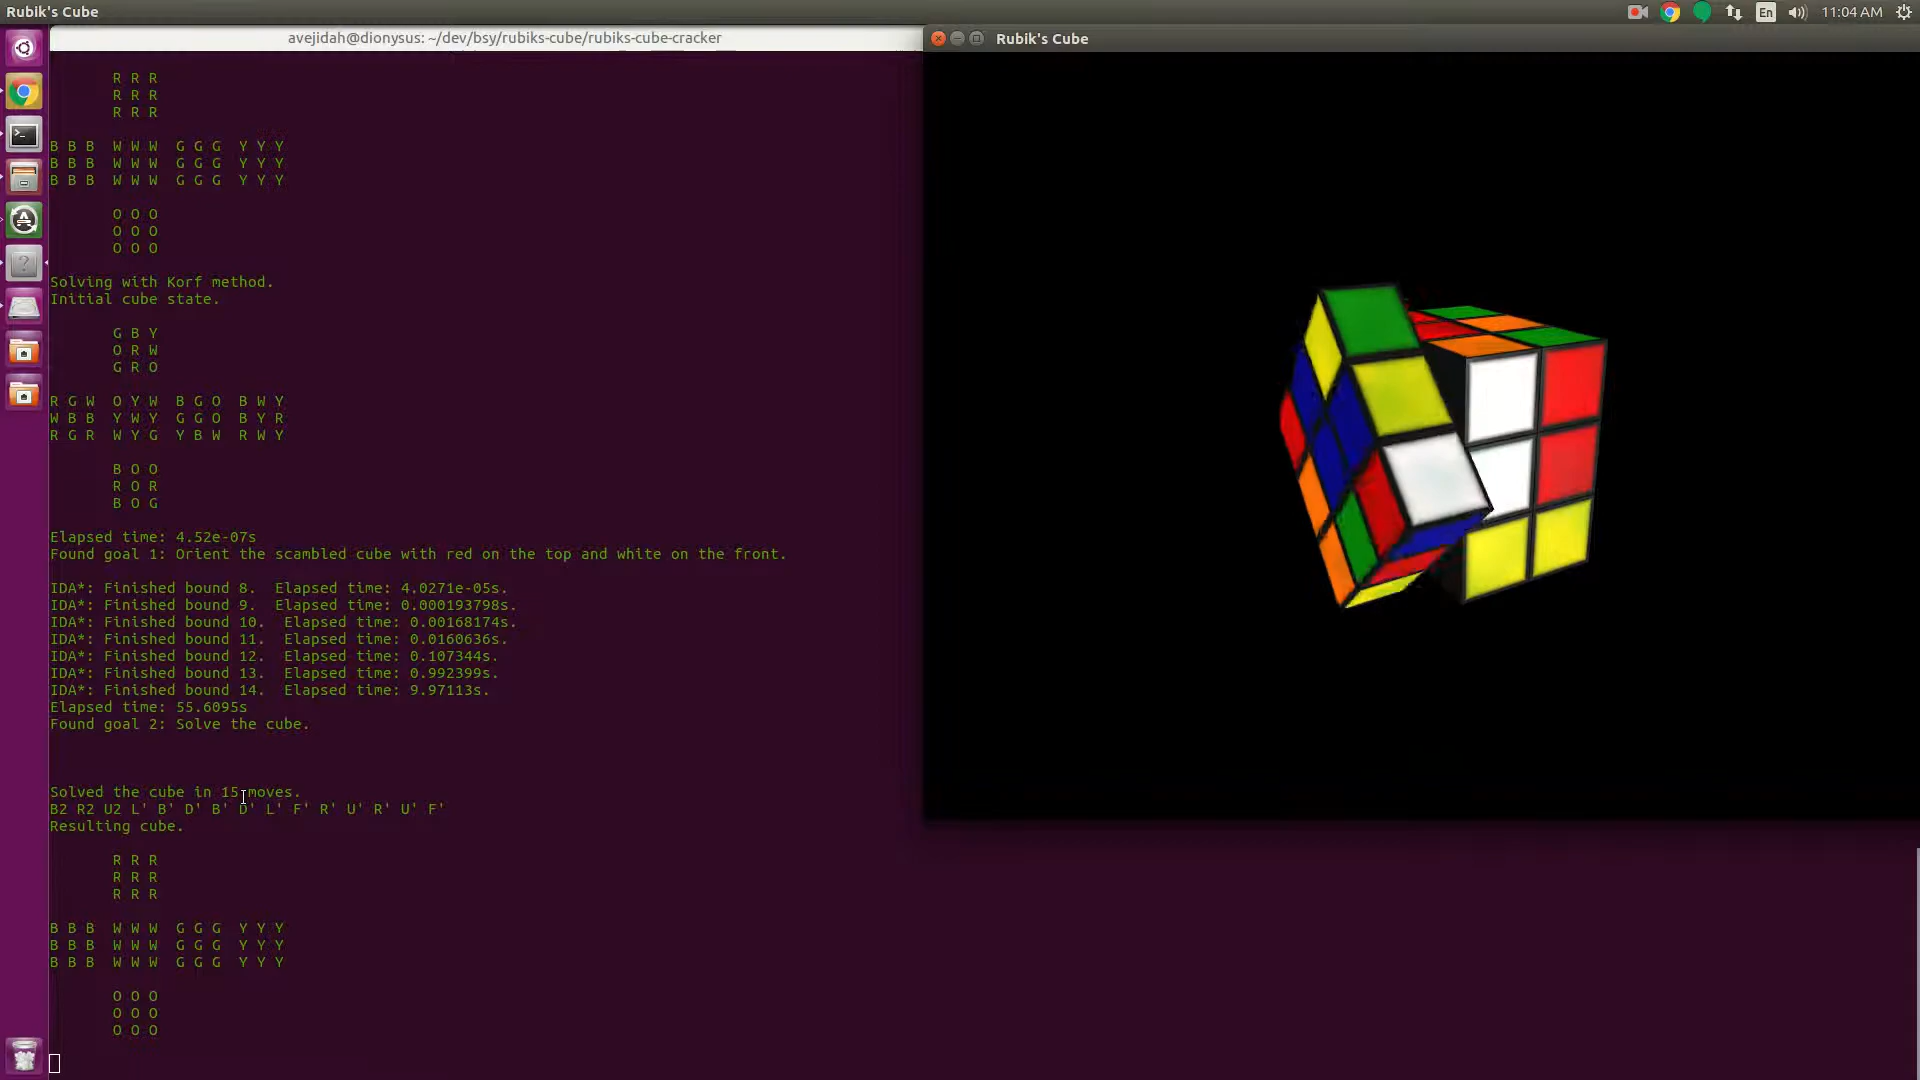 Rubik's Cube
En
11:04 AM
avejidah@dionysus: ~/dev/bsy/rubiks-cube/rubiks-cube-cracker
Rubik's Cube
R R R
R R R
R R R
B B B W W W G G G Y Y Y
B B B W W W G G G Y Y Y
B B B W W W G G G Y Y Y
O O O
O O O
O O O
Solving with Korf method.
Initial cube state.
G B Y
O R W
G R O
R G W O Y W B G O B W Y
W B B Y W Y G G O B Y R
R G R W Y G Y B W R W Y
B O O
R O R
B O G
Elapsed time: 4.52e-07s
Found goal 1: Orient the scambled cube with red on the top and white on the front.
IDA*: Finished bound 8. Elapsed time: 4.0271e-05s.
IDA*: Finished bound 9. Elapsed time: 0.000193798s.
IDA*: Finished bound 10. Elapsed time: 0.00168174s.
IDA*: Finished bound 11. Elapsed time: 0.0160636s.
IDA*: Finished bound 12. Elapsed time: 0.107344s.
IDA*: Finished bound 13. Elapsed time: 0.992399s.
IDA*: Finished bound 14. Elapsed time: 9.97113s.
Elapsed time: 55.6095s
Found goal 2: Solve the cube.
Solved the cube in 15 moves.
B2 R2 U2 L' B' D' B' D' L' F' R' U' R' U' F'
Resulting cube.
R R R
R R R
R R R
B B B W W W G G G Y Y Y
B B B W W W G G G Y Y Y
B B B W W W G G G Y Y Y
O O O
O O O
O O O